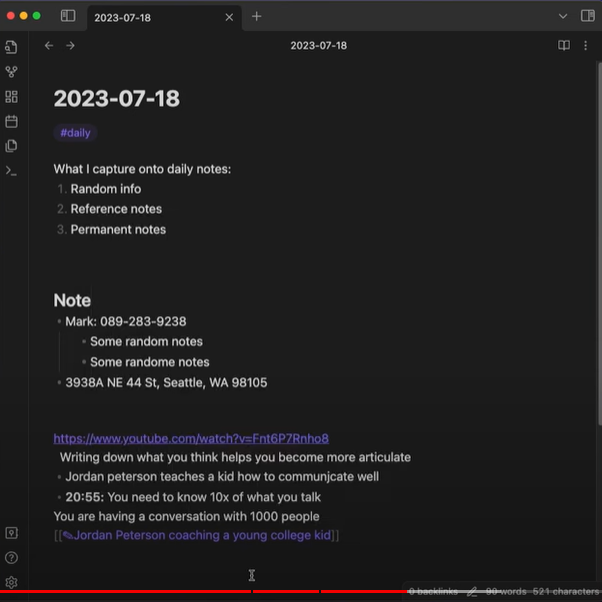 2023-07-18
2023-07-18
2023-07-18
#daily
What I capture onto daily notes:
1. Random info
2. Reference notes
3. Permanent notes
Note
Mark: 089-283-9238
Some random notes
Some randome notes
3938A NE 44 St, Seattle, WA 98105
https://www.youtube.com/watch?v=Fnt6P7Rnho8
Writing down what you think helps you become more articulate
Jordan peterson teaches a kid how to communjcate well
20:55: You need to know 10x of what you talk
You are having a conversation with 1000 people
[[✎Jordan Peterson coaching a young college kid]]
0 backlinks 90 words 521 characters